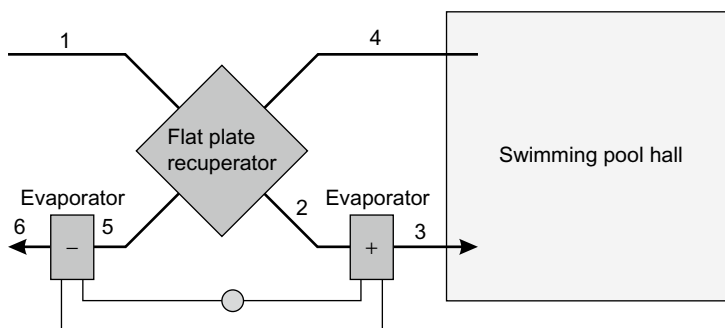 1
4
Flat plate
recuperator
Swimming pool hall
Evaporator
Evaporator
6
5
2
3
−
+